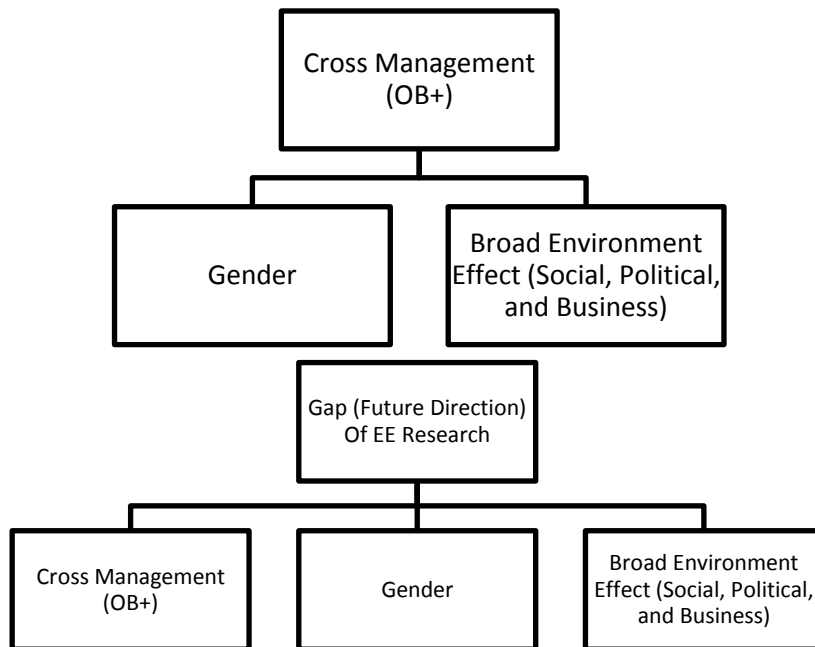 Cross Management
(OB+)
Gender
Broad Environment
Effect (Social, Political,
and Business)
Gap (Future Direction)
Of EE Research
Cross Management
(OB+)
Gender
Broad Environment
Effect (Social, Political,
and Business)